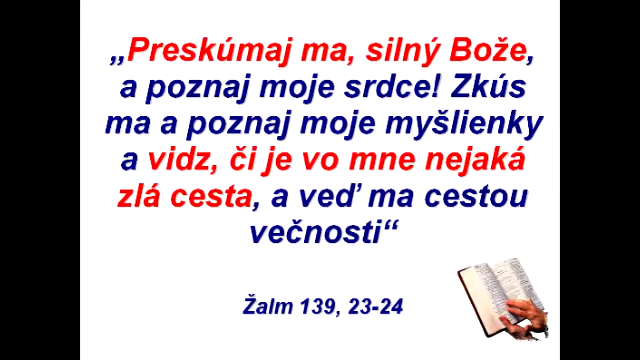 „Preskúmaj ma, silný Bože,
a poznaj moje srdce! Zkús
ma a poznaj moje myšlienky
a vidz, či je vo mne nejaká
zlá cesta, a veď ma cestou
večnosti“
Žalm 139, 23-24